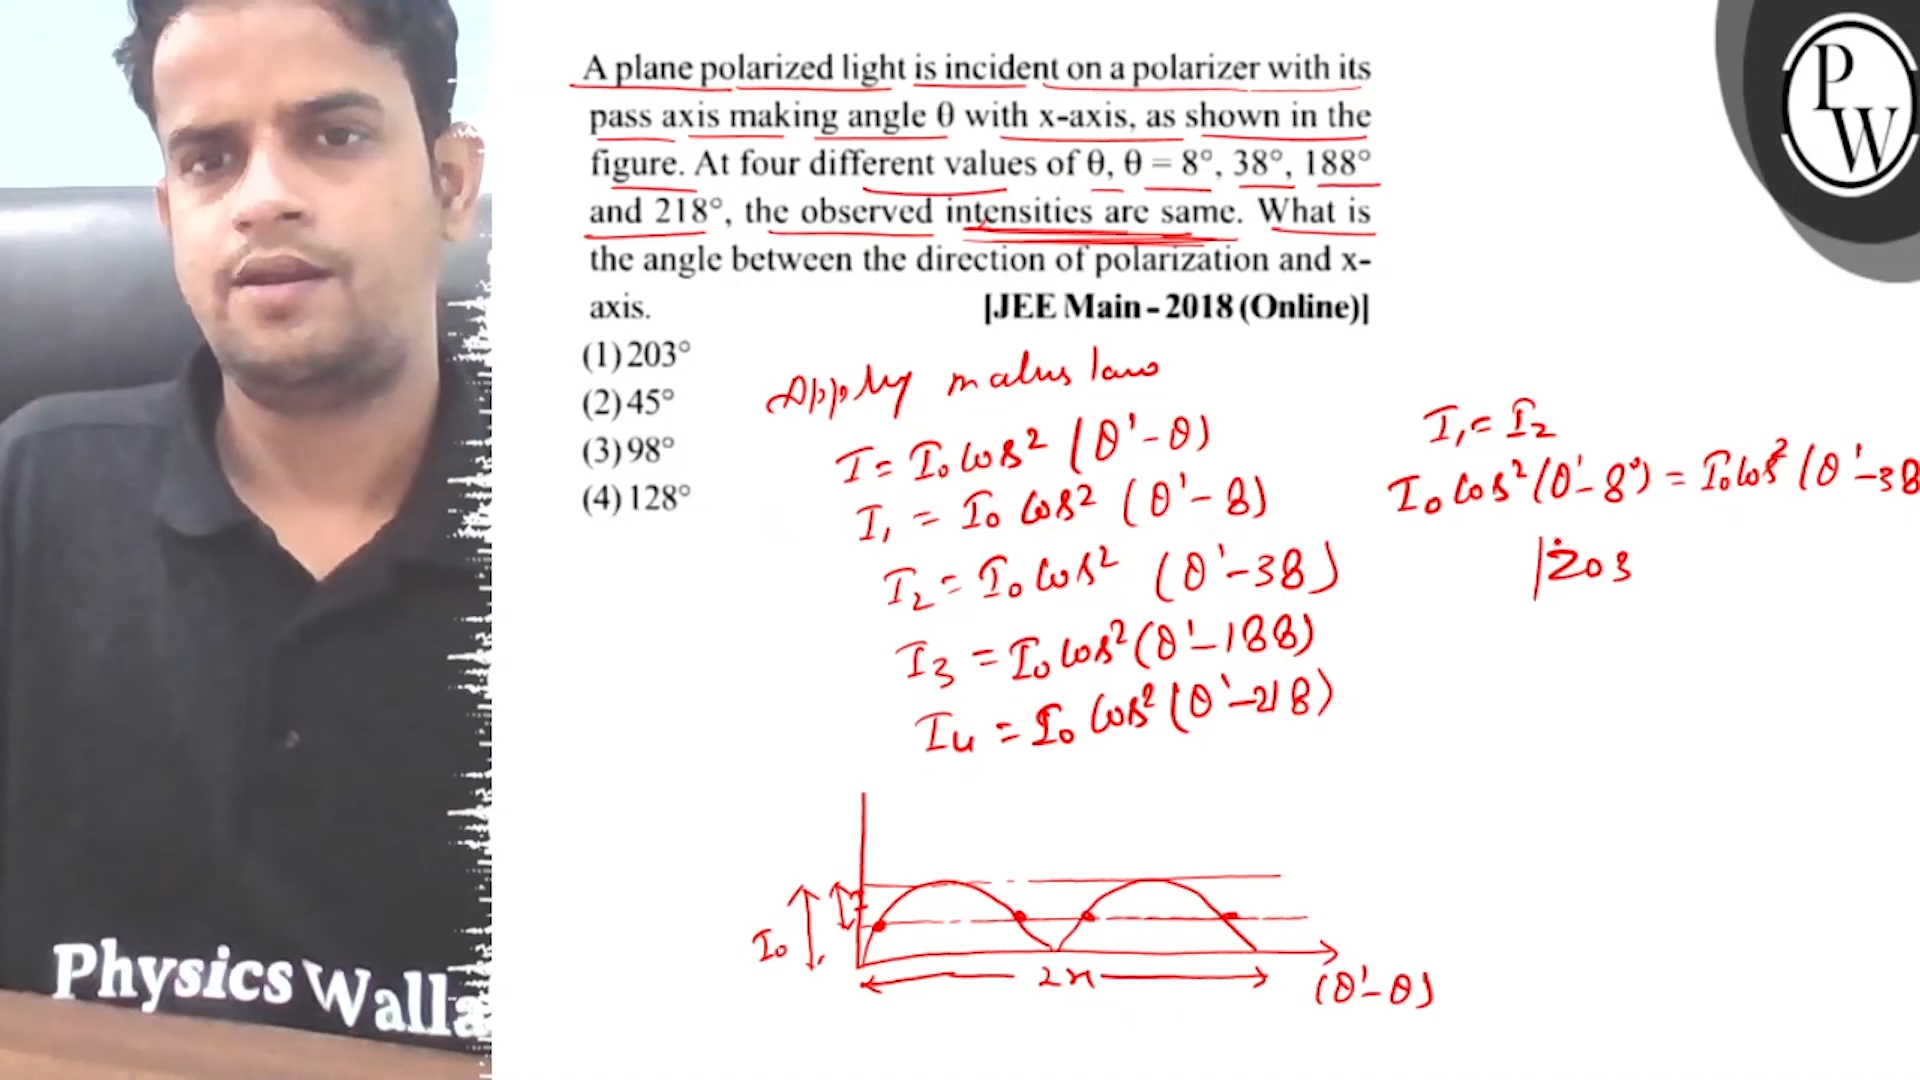 A plane polarized light is incident on a polarizer with its
pass axis making angle θ with x-axis, as shown in the
figure. At four different values of θ, θ = 8°, 38°, 188°
and 218°, the observed intensities are same. What is
the angle between the direction of polarization and x-
axis. [JEE Main - 2018 (Online)]
(1) 203°
(2) 45°
(3) 98°
(4) 128°
Apply malus law
I = I₀ cos² (θ' - θ)
I₁ = I₀ cos² (θ' - 8)
I₂ = I₀ cos² (θ' - 38)
I₃ = I₀ cos² (θ' - 188)
I₄ = I₀ cos² (θ' - 218)
I₁ = I₂
I₀ cos² (θ' - 8°) = I₀ cos² (θ' - 38
203
I₀
(θ' - θ)
P
W
Physics Walla